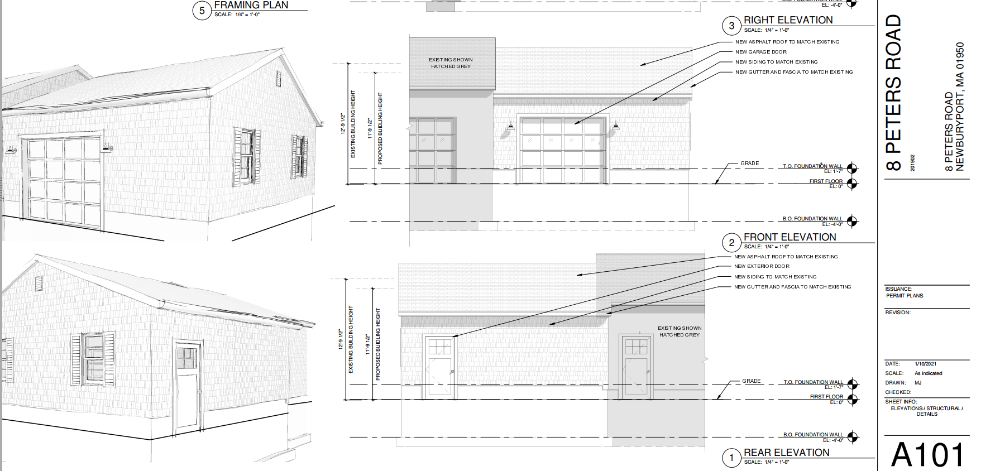 5
FRAMING PLAN
SCALE: 1/4" = 1'-0"
B.O. FOUNDATION WALL
EL: -4'-0"
3
RIGHT ELEVATION
SCALE: 1/4" = 1'-0"
NEW ASPHALT ROOF TO MATCH EXISTING
NEW GARAGE DOOR
NEW SIDING TO MATCH EXISTING
NEW GUTTER AND FASCIA TO MATCH EXISTING
EXISTING SHOWN
HATCHED GREY
12"-9 1/2"
EXISTING BUILDING HEIGHT
11"-9 1/2"
PROPOSED BUIDLING HEIGHT
GRADE
T.O. FOUNDATION WALL
EL: 1'-7"
FIRST FLOOR
EL: 0"
B.O. FOUNDATION WALL
EL: -4'-0"
2
FRONT ELEVATION
SCALE: 1/4" = 1'-0"
NEW ASPHALT ROOF TO MATCH EXISTING
NEW EXTERIOR DOOR
NEW SIDING TO MATCH EXISTING
NEW GUTTER AND FASCIA TO MATCH EXISTING
12"-9 1/2"
EXISTING BUILDING HEIGHT
11"-9 1/2"
PROPOSED BUIDLING HEIGHT
EXISTING SHOWN
HATCHED GREY
GRADE
T.O. FOUNDATION WALL
EL: 1'-7"
FIRST FLOOR
EL: 0"
B.O. FOUNDATION WALL
EL: -4'-0"
1
REAR ELEVATION
SCALE: 1/4" = 1'-0"
8 PETERS ROAD
201902
8 PETERS ROAD
NEWBURYPORT, MA 01950
ISSUANCE:
PERMIT PLANS
REVISION:
DATE: 1/10/2021
SCALE: As indicated
DRAWN: MJ
CHECKED:
SHEET INFO:
ELEVATIONS / STRUCTURAL /
DETAILS
A101